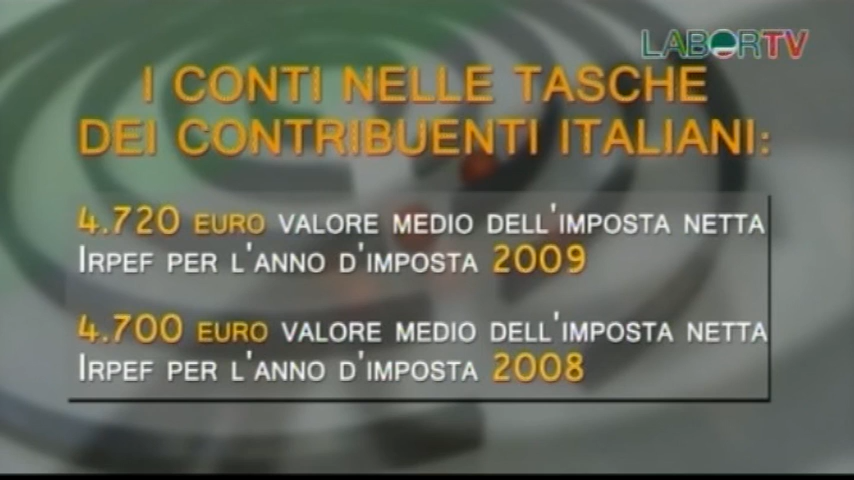 LABORTV
I CONTI NELLE TASCHE
DEI CONTRIBUENTI ITALIANI:
4.720 EURO VALORE MEDIO DELL'IMPOSTA NETTA
IRPEF PER L'ANNO D'IMPOSTA 2009
4.700 EURO VALORE MEDIO DELL'IMPOSTA NETTA
IRPEF PER L'ANNO D'IMPOSTA 2008